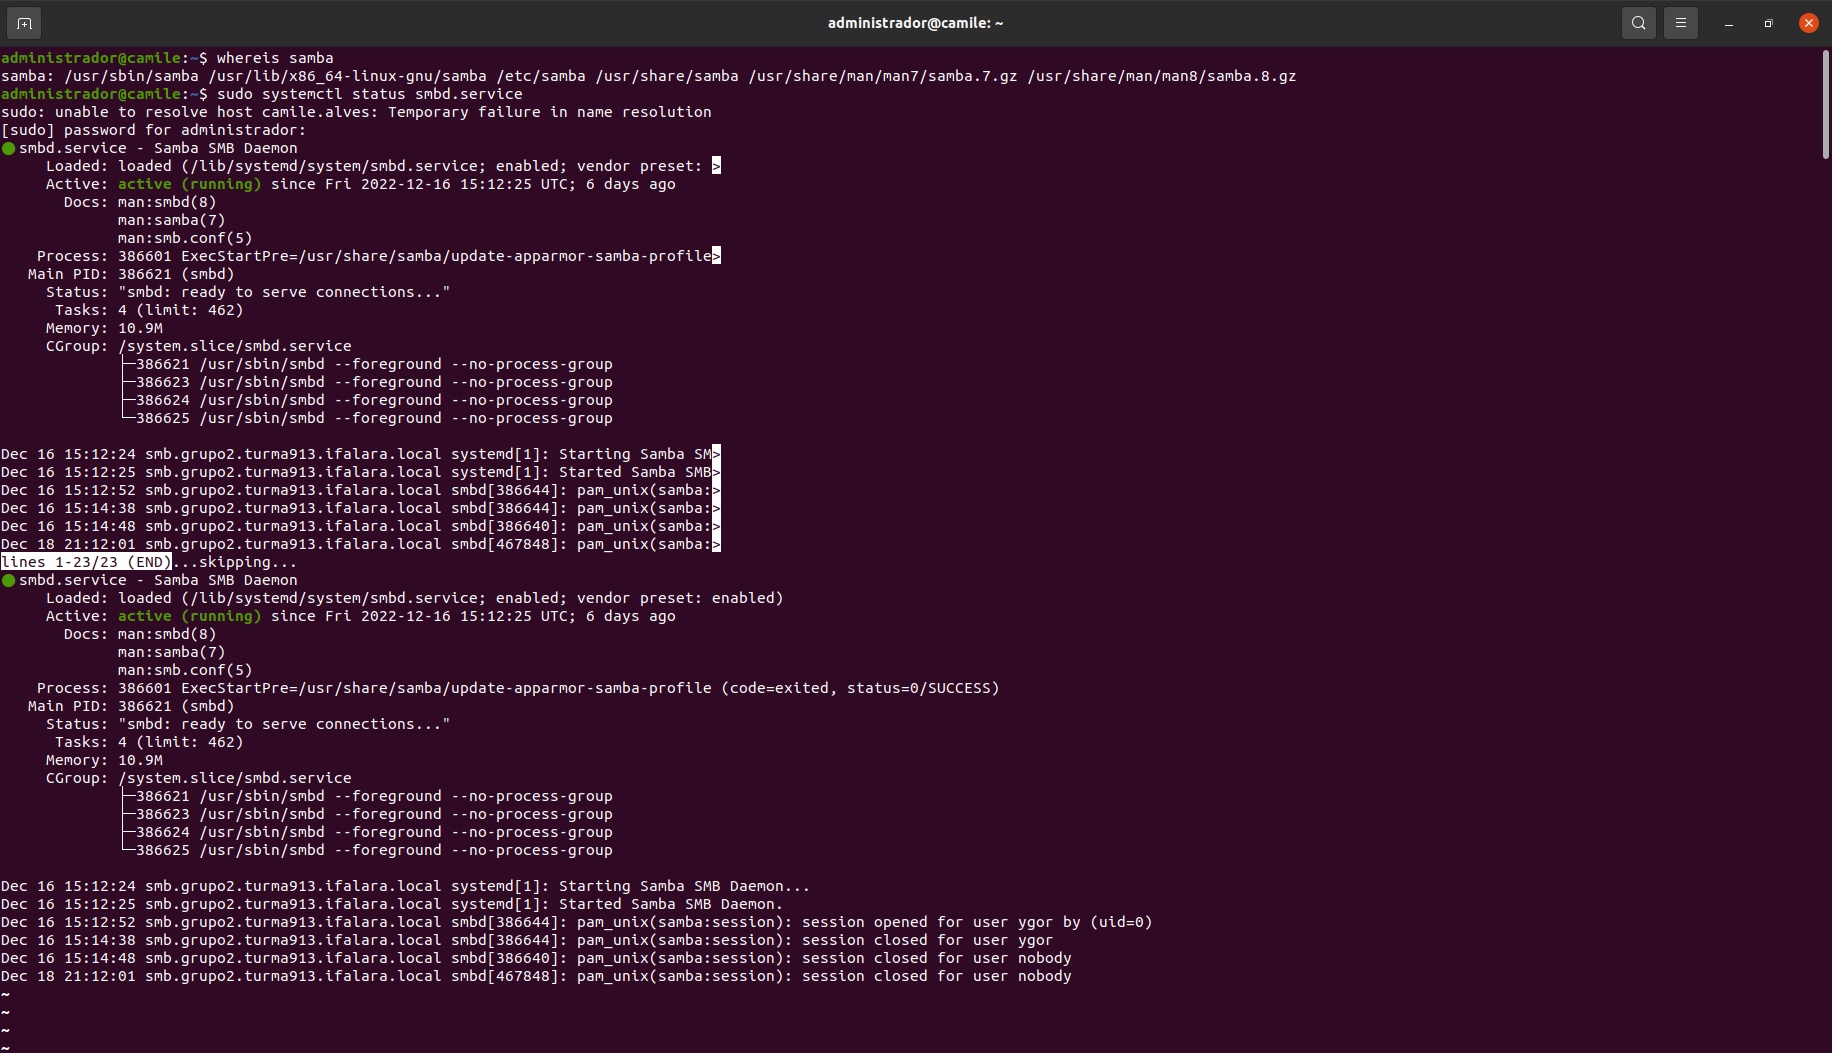 administrador@camile: ~
administrador@camile:~$ whereis samba
samba: /usr/sbin/samba /usr/lib/x86_64-linux-gnu/samba /etc/samba /usr/share/samba /usr/share/man/man7/samba.7.gz /usr/share/man/man8/samba.8.gz
administrador@camile:~$ sudo systemctl status smbd.service
sudo: unable to resolve host camile.alves: Temporary failure in name resolution
[sudo] password for administrador:
● smbd.service - Samba SMB Daemon
     Loaded: loaded (/lib/systemd/system/smbd.service; enabled; vendor preset: >
     Active: active (running) since Fri 2022-12-16 15:12:25 UTC; 6 days ago
       Docs: man:smbd(8)
             man:samba(7)
             man:smb.conf(5)
    Process: 386601 ExecStartPre=/usr/share/samba/update-apparmor-samba-profile>
   Main PID: 386621 (smbd)
     Status: "smbd: ready to serve connections..."
      Tasks: 4 (limit: 462)
     Memory: 10.9M
     CGroup: /system.slice/smbd.service
             ├─386621 /usr/sbin/smbd --foreground --no-process-group
             ├─386623 /usr/sbin/smbd --foreground --no-process-group
             ├─386624 /usr/sbin/smbd --foreground --no-process-group
             └─386625 /usr/sbin/smbd --foreground --no-process-group
Dec 16 15:12:24 smb.grupo2.turma913.ifalara.local systemd[1]: Starting Samba SM>
Dec 16 15:12:25 smb.grupo2.turma913.ifalara.local systemd[1]: Started Samba SMB>
Dec 16 15:12:52 smb.grupo2.turma913.ifalara.local smbd[386644]: pam_unix(samba:>
Dec 16 15:14:38 smb.grupo2.turma913.ifalara.local smbd[386644]: pam_unix(samba:>
Dec 16 15:14:48 smb.grupo2.turma913.ifalara.local smbd[386640]: pam_unix(samba:>
Dec 18 21:12:01 smb.grupo2.turma913.ifalara.local smbd[467848]: pam_unix(samba:>
lines 1-23/23 (END)...skipping...
● smbd.service - Samba SMB Daemon
     Loaded: loaded (/lib/systemd/system/smbd.service; enabled; vendor preset: enabled)
     Active: active (running) since Fri 2022-12-16 15:12:25 UTC; 6 days ago
       Docs: man:smbd(8)
             man:samba(7)
             man:smb.conf(5)
    Process: 386601 ExecStartPre=/usr/share/samba/update-apparmor-samba-profile (code=exited, status=0/SUCCESS)
   Main PID: 386621 (smbd)
     Status: "smbd: ready to serve connections..."
      Tasks: 4 (limit: 462)
     Memory: 10.9M
     CGroup: /system.slice/smbd.service
             ├─386621 /usr/sbin/smbd --foreground --no-process-group
             ├─386623 /usr/sbin/smbd --foreground --no-process-group
             ├─386624 /usr/sbin/smbd --foreground --no-process-group
             └─386625 /usr/sbin/smbd --foreground --no-process-group
Dec 16 15:12:24 smb.grupo2.turma913.ifalara.local systemd[1]: Starting Samba SMB Daemon...
Dec 16 15:12:25 smb.grupo2.turma913.ifalara.local systemd[1]: Started Samba SMB Daemon.
Dec 16 15:12:52 smb.grupo2.turma913.ifalara.local smbd[386644]: pam_unix(samba:session): session opened for user ygor by (uid=0)
Dec 16 15:14:38 smb.grupo2.turma913.ifalara.local smbd[386644]: pam_unix(samba:session): session closed for user ygor
Dec 16 15:14:48 smb.grupo2.turma913.ifalara.local smbd[386640]: pam_unix(samba:session): session closed for user nobody
Dec 18 21:12:01 smb.grupo2.turma913.ifalara.local smbd[467848]: pam_unix(samba:session): session closed for user nobody
~
~
~
~